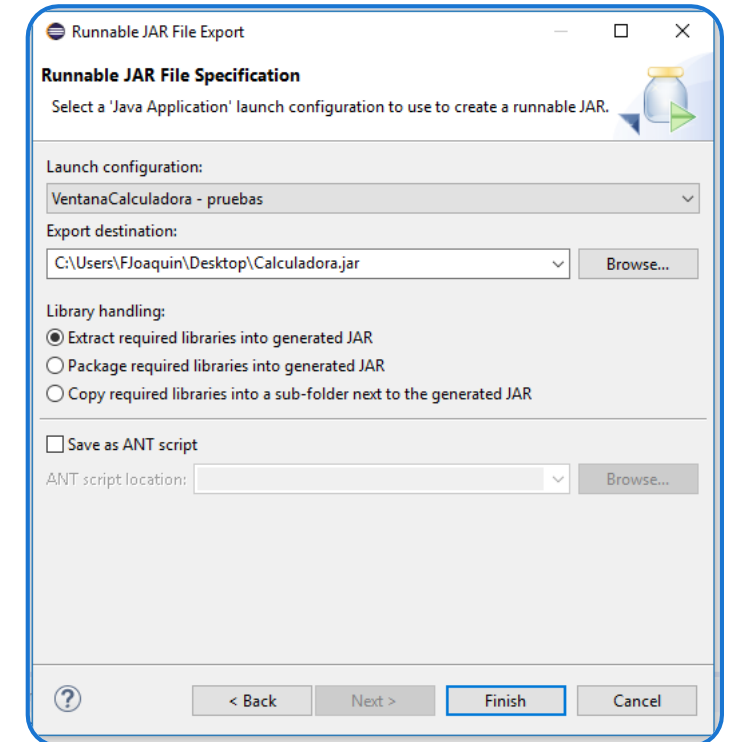 Runnable JAR File Export
Runnable JAR File Specification
Select a 'Java Application' launch configuration to use to create a runnable JAR.
Launch configuration:
VentanaCalculadora - pruebas
Export destination:
C:\Users\FJoaquin\Desktop\Calculadora.jar
Browse...
Library handling:
Extract required libraries into generated JAR
Package required libraries into generated JAR
Copy required libraries into a sub-folder next to the generated JAR
Save as ANT script
ANT script location:
Browse...
?
< Back
Next >
Finish
Cancel